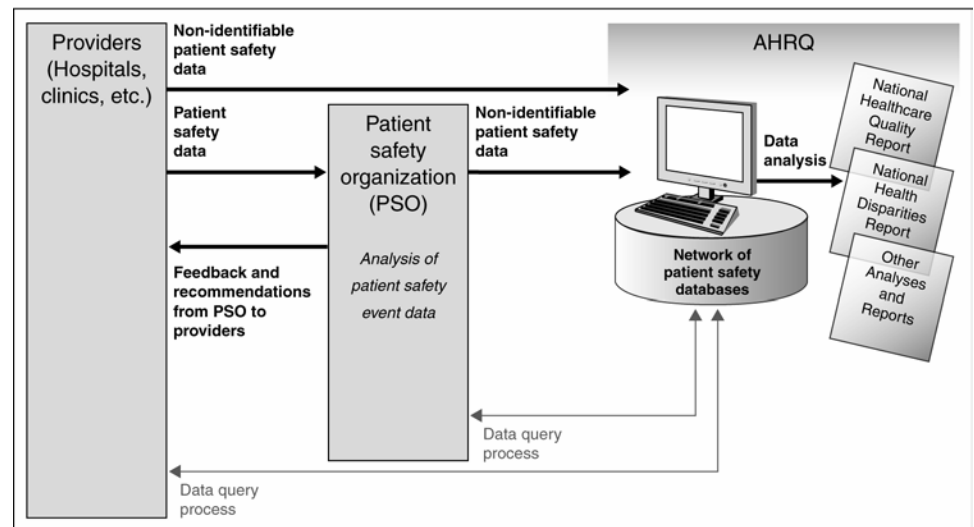 Providers
(Hospitals,
clinics, etc.)
Non-identifiable
patient safety
data
Patient
safety
data
Feedback and
recommendations
from PSO to
providers
Patient
safety
organization
(PSO)
Analysis of
patient safety
event data
Non-identifiable
patient safety
data
AHRQ
Network of
patient safety
databases
Data
analysis
National
Healthcare
Quality
Report
National
Health
Disparities
Report
Other
Analyses
and
Reports
Data query
process
Data query
process